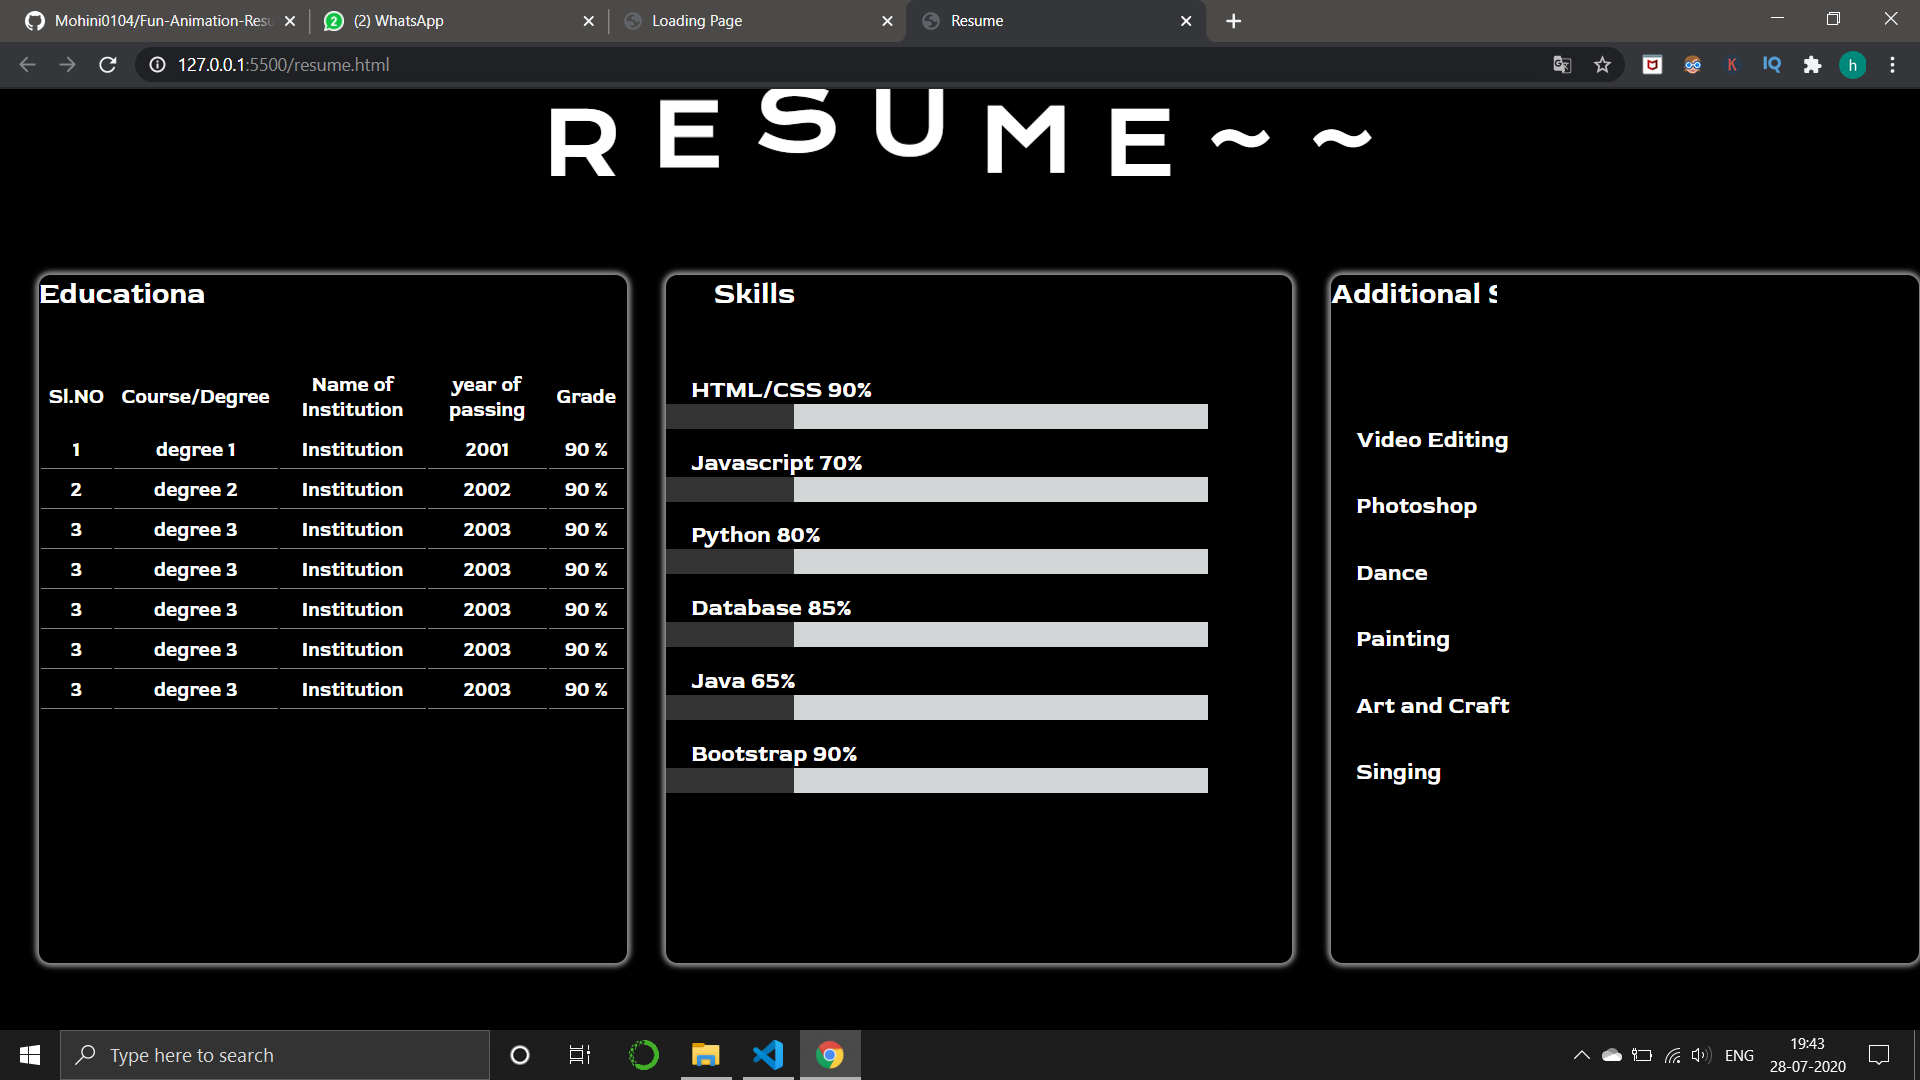 Mohini0104/Fun-Animation-Resu
(2) WhatsApp
Loading Page
Resume
127.0.0.1:5500/resume.html
K
IQ
h
RESUME~~
Educationa
Sl.NO Course/Degree Name of Institution year of passing Grade
1 degree 1 Institution 2001 90 %
2 degree 2 Institution 2002 90 %
3 degree 3 Institution 2003 90 %
3 degree 3 Institution 2003 90 %
3 degree 3 Institution 2003 90 %
3 degree 3 Institution 2003 90 %
3 degree 3 Institution 2003 90 %
Skills
HTML/CSS 90%
Javascript 70%
Python 80%
Database 85%
Java 65%
Bootstrap 90%
Additional S
Video Editing
Photoshop
Dance
Painting
Art and Craft
Singing
Type here to search
ENG
19:43
28-07-2020